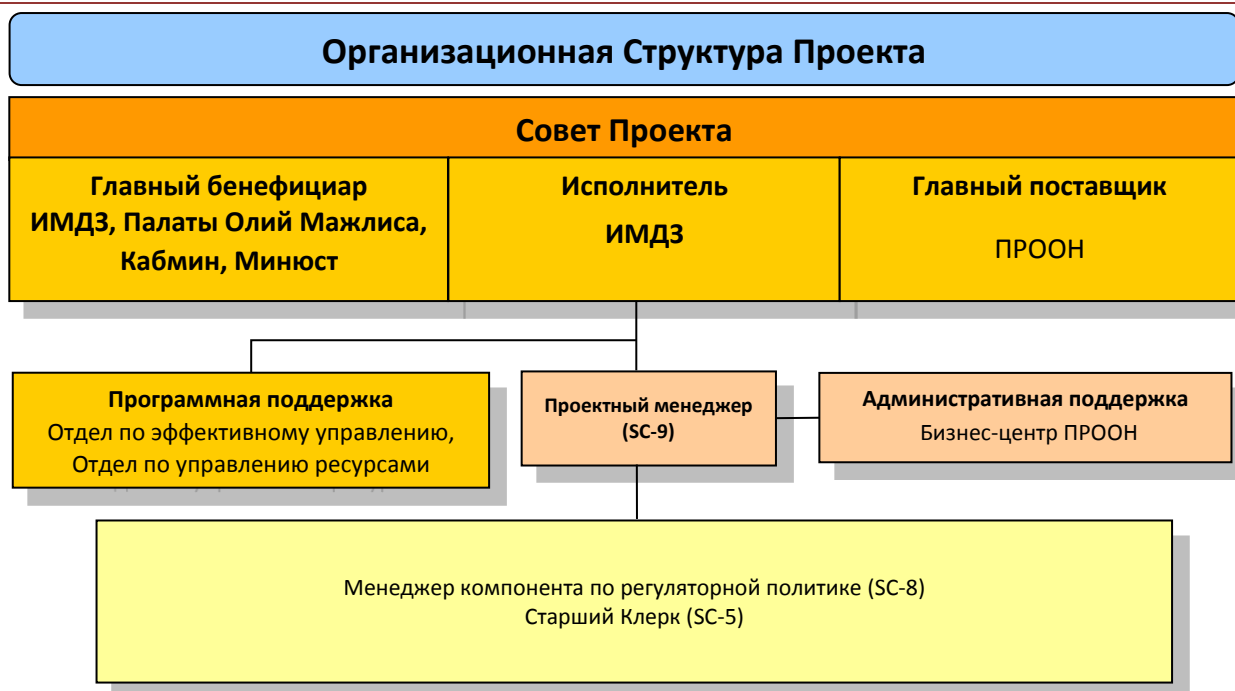 Организационная Структура Проекта
Совет Проекта
Главный бенефициар
ИМДЗ, Палаты Олий Мажлиса,
Кабмин, Минюст
Исполнитель
ИМДЗ
Главный поставщик
ПРООН
Программная поддержка
Отдел по эффективному управлению,
Отдел по управлению ресурсами
Проектный менеджер
(SC-9)
Административная поддержка
Бизнес-центр ПРООН
Менеджер компонента по регуляторной политике (SC-8)
Старший Клерк (SC-5)